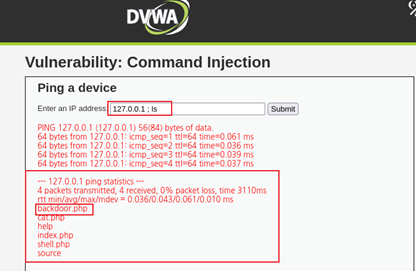 DVWA
Vulnerability: Command Injection
Ping a device
Enter an IP address: 127.0.0.1 ; ls Submit
PING 127.0.0.1 (127.0.0.1) 56(84) bytes of data.
64 bytes from 127.0.0.1: icmp_seq=1 ttl=64 time=0.061 ms
64 bytes from 127.0.0.1: icmp_seq=2 ttl=64 time=0.036 ms
64 bytes from 127.0.0.1: icmp_seq=3 ttl=64 time=0.039 ms
64 bytes from 127.0.0.1: icmp_seq=4 ttl=64 time=0.037 ms
--- 127.0.0.1 ping statistics ---
4 packets transmitted, 4 received, 0% packet loss, time 3110ms
rtt min/avg/max/mdev = 0.036/0.043/0.061/0.010 ms
backdoor.php
cat.php
help
index.php
shell.php
source